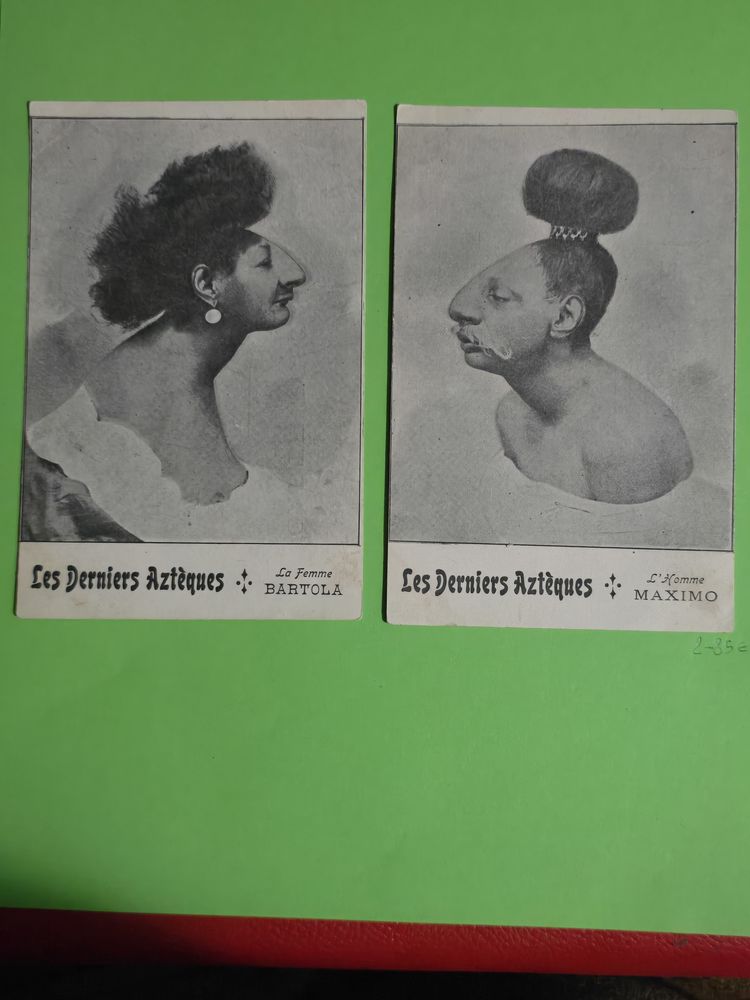 Les Derniers Aztèques
La Femme
BARTOLA
Les Derniers Aztèques
L'Homme
MAXIMO
2-35€